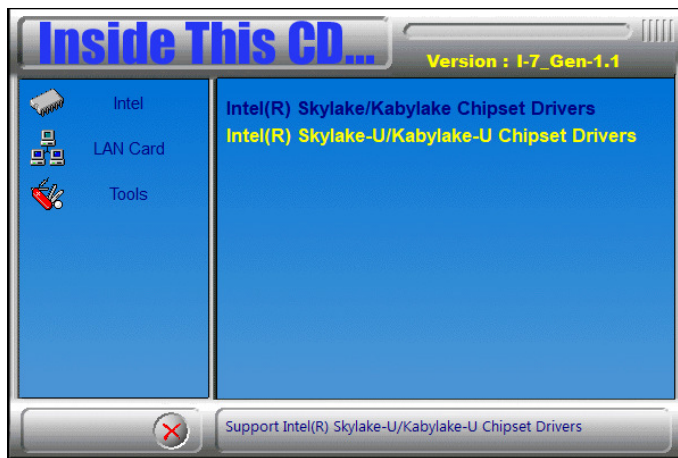 Inside This CD...
Version : I-7_Gen-1.1
Intel
LAN Card
Tools
Intel(R) Skylake/Kabylake Chipset Drivers
Intel(R) Skylake-U/Kabylake-U Chipset Drivers
Support Intel(R) Skylake-U/Kabylake-U Chipset Drivers